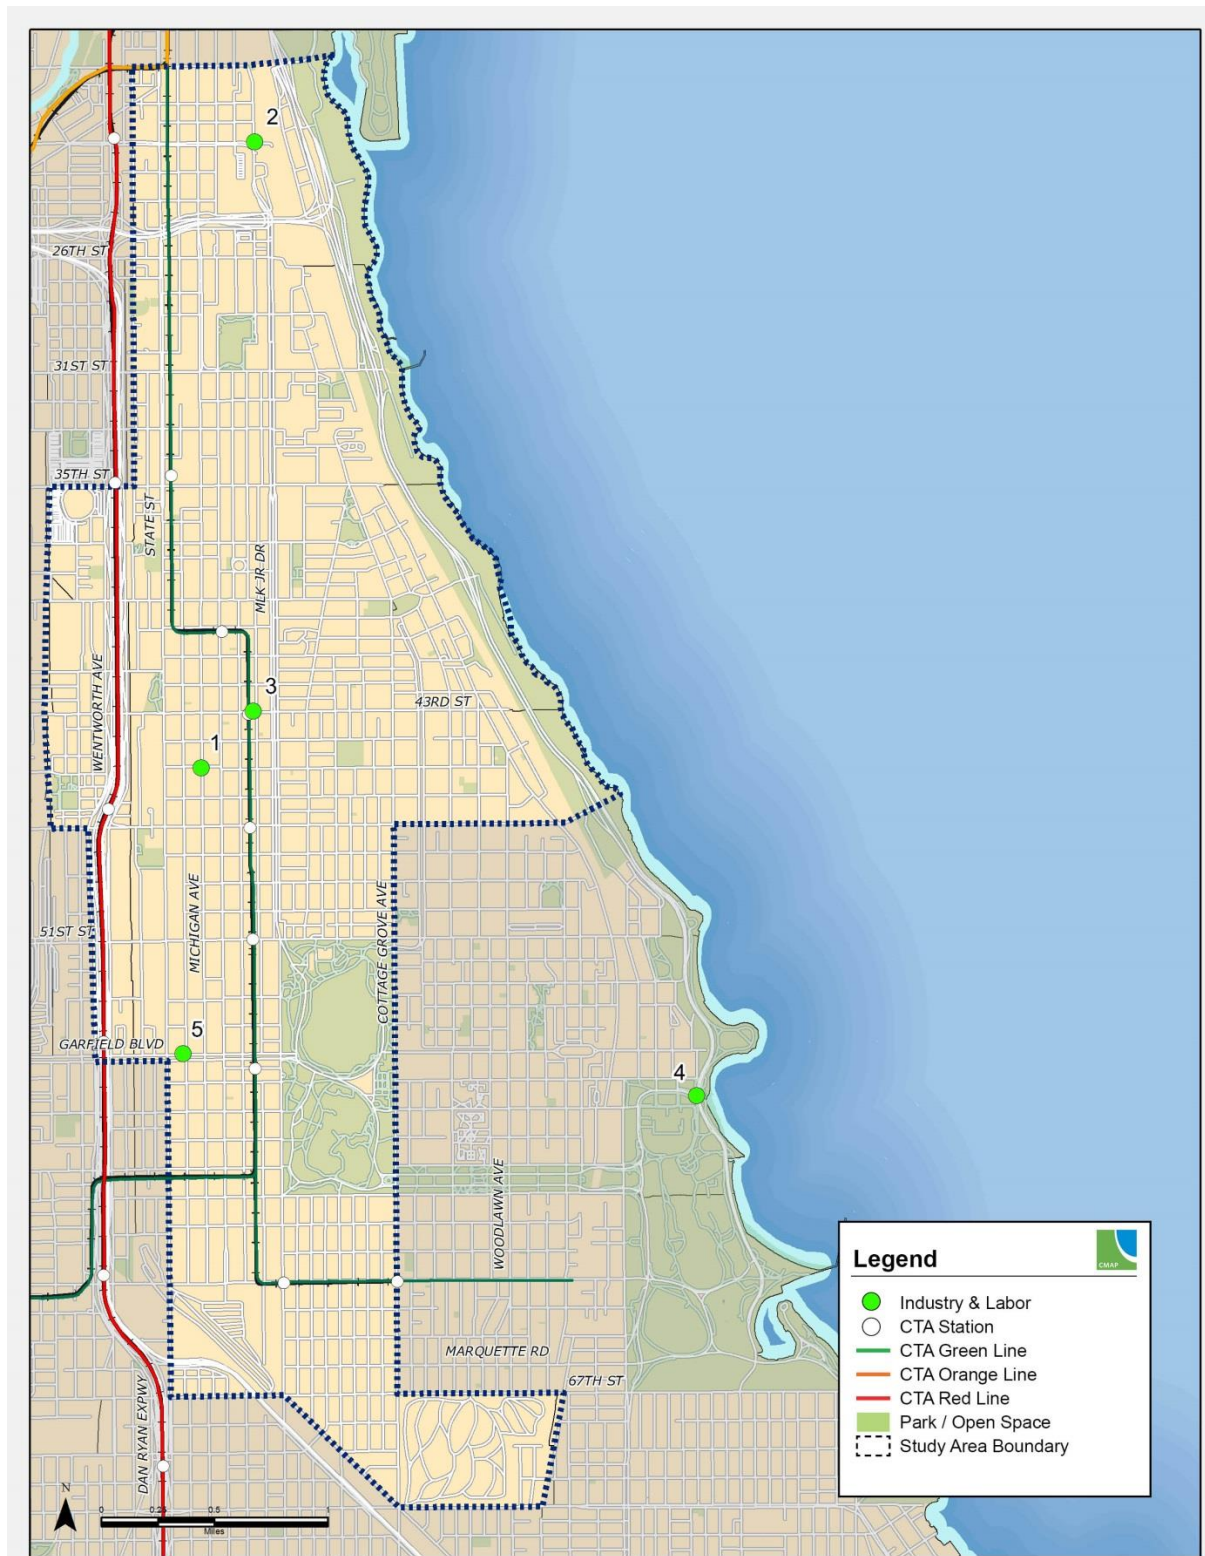 2
26TH ST
31ST ST
35TH ST
STATE ST
MLK JR DR
WENTWORTH AVE
3
43RD ST
1
COTTAGE GROVE AVE
MICHIGAN AVE
51ST ST
5
GARFIELD BLVD
4
WOODLAWN AVE
MARQUETTE RD
67TH ST
DAN RYAN EXPWY
Legend
CMAP
Industry & Labor
CTA Station
CTA Green Line
CTA Orange Line
CTA Red Line
Park / Open Space
Study Area Boundary
N
0 0.25 0.5 1
Miles